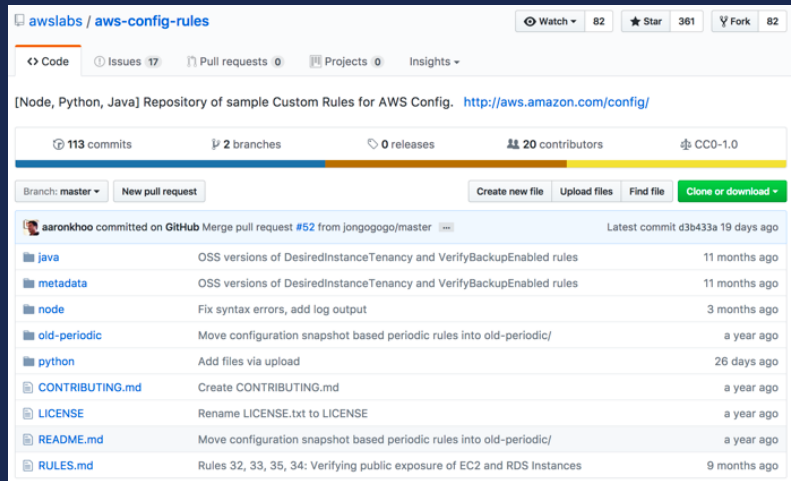 awslabs / aws-config-rules
Watch 82 Star 361 Fork 82
<> Code Issues 17 Pull requests 0 Projects 0 Insights
[Node, Python, Java] Repository of sample Custom Rules for AWS Config. http://aws.amazon.com/config/
113 commits 2 branches 0 releases 20 contributors CC0-1.0
Branch: master New pull request Create new file Upload files Find file Clone or download
aaronkhoo committed on GitHub Merge pull request #52 from jongogogo/master ... Latest commit d3b433a 19 days ago
java OSS versions of DesiredInstanceTenancy and VerifyBackupEnabled rules 11 months ago
metadata OSS versions of DesiredInstanceTenancy and VerifyBackupEnabled rules 11 months ago
node Fix syntax errors, add log output 3 months ago
old-periodic Move configuration snapshot based periodic rules into old-periodic/ a year ago
python Add files via upload 26 days ago
CONTRIBUTING.md Create CONTRIBUTING.md a year ago
LICENSE Rename LICENSE.txt to LICENSE a year ago
README.md Move configuration snapshot based periodic rules into old-periodic/ a year ago
RULES.md Rules 32, 33, 35, 34: Verifying public exposure of EC2 and RDS Instances 9 months ago